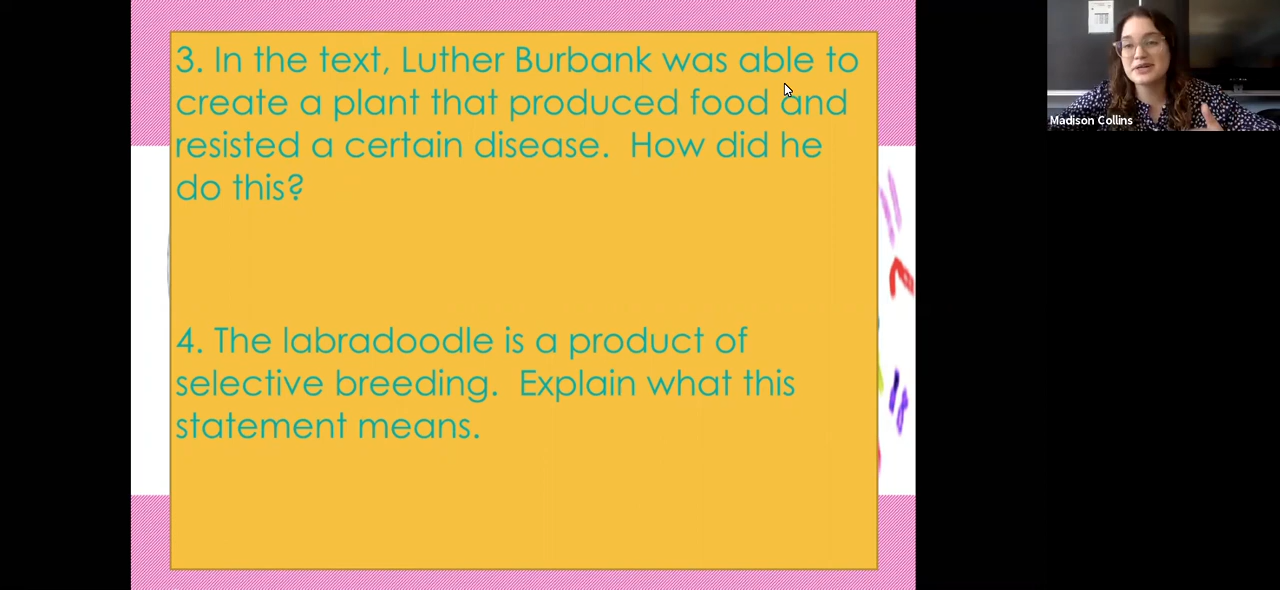 3. In the text, Luther Burbank was able to
create a plant that produced food and
resisted a certain disease.  How did he
do this?
4. The labradoodle is a product of
selective breeding.  Explain what this
statement means.
Madison Collins